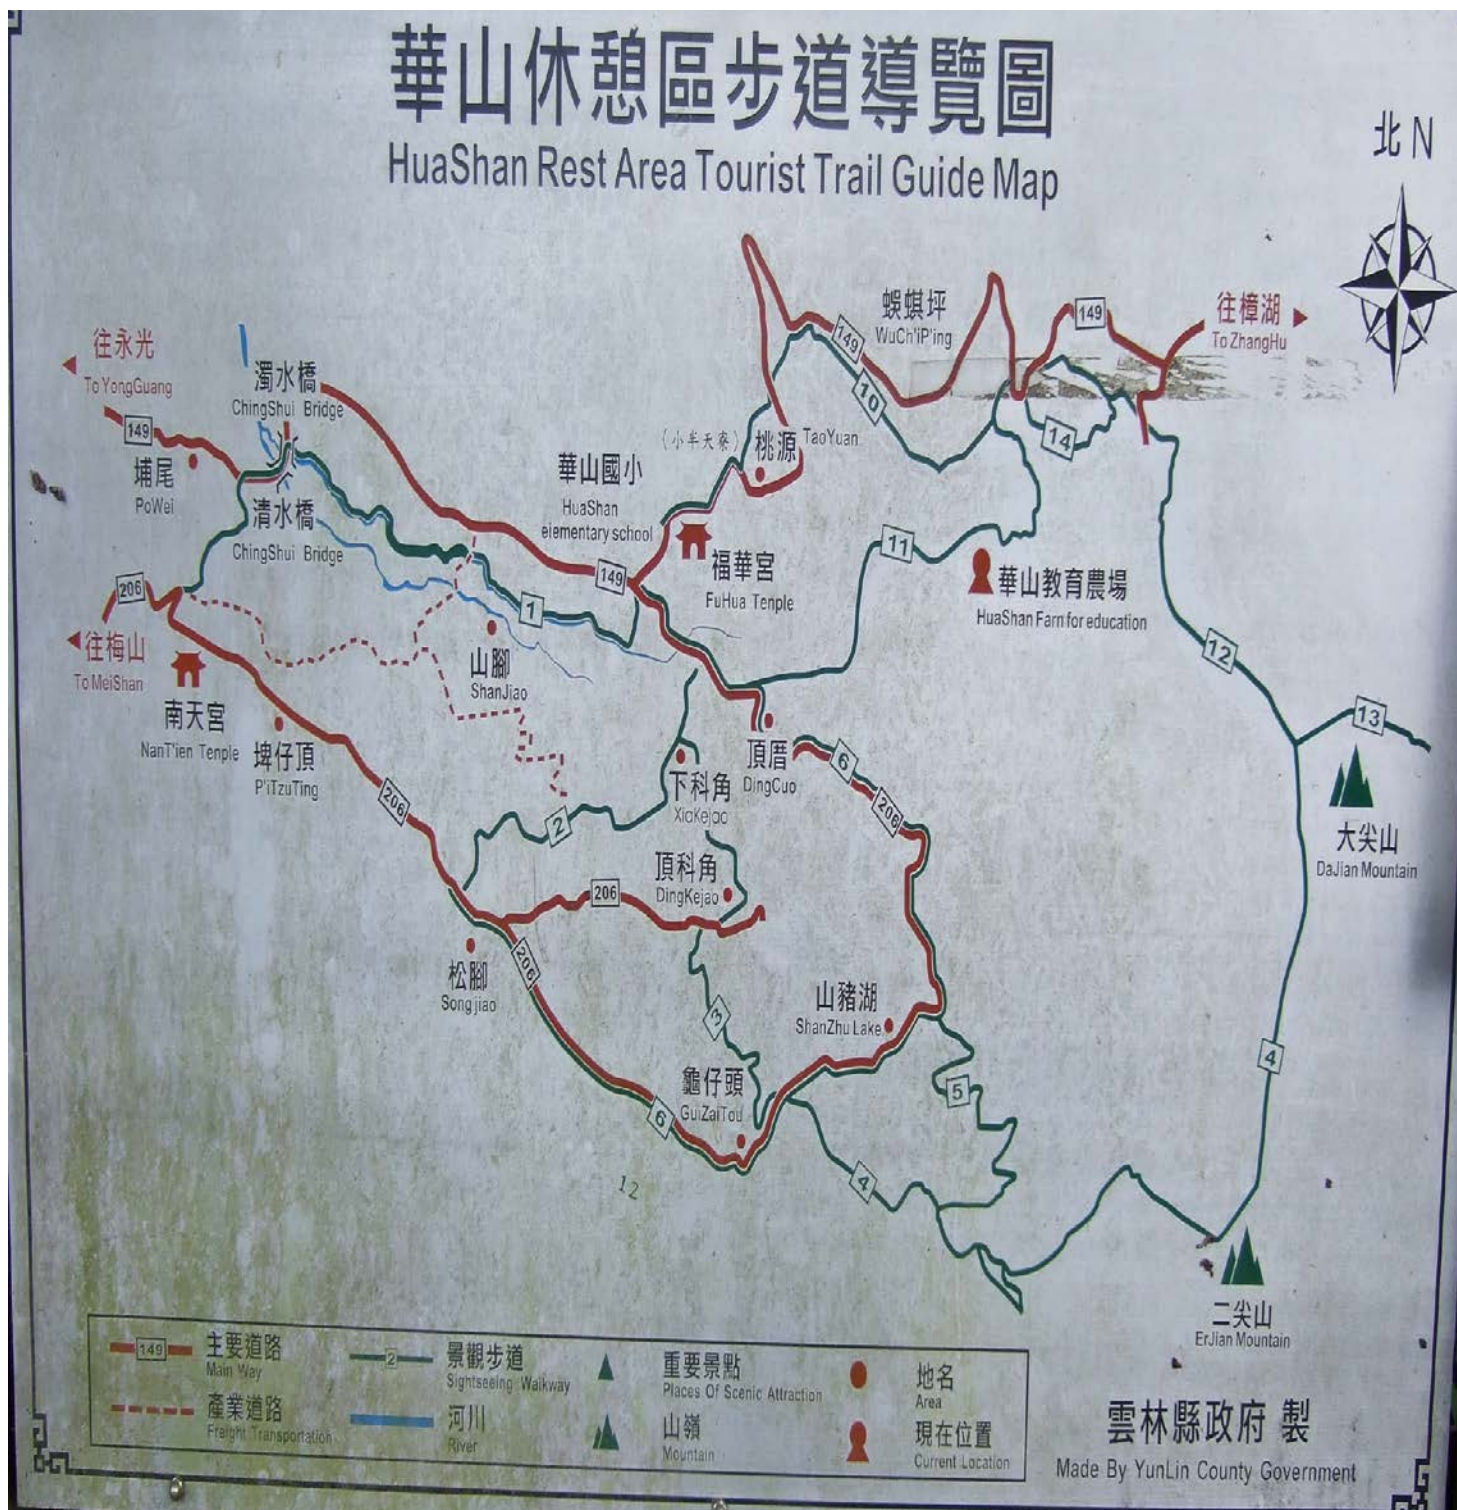 華山休憩區步道導覽圖
HuaShan Rest Area Tourist Trail Guide Map
北 N
往永光
To YongGuang
149
埔尾
PoWei
濁水橋
ChingShui Bridge
清水橋
ChingShui Bridge
206
往梅山
To MeiShan
南天宮
NanT'ien Tenple
埤仔頂
P'iTzuTing
206
1
山腳
ShanJiao
華山國小
HuaShan
eiementary school
149
(小半天寮)
桃源 TaoYuan
福華宮
FuHua Tenple
149
蜈蜞坪
WuCh'iP'ing
10
149
往樟湖
To ZhangHu
14
11
華山教育農場
HuaShan Farn for education
12
13
大尖山
DaJian Mountain
頂厝
DingCuo
6
206
下科角
XiaKejao
2
頂科角
DingKejao
206
206
松腳
Songjiao
3
山豬湖
ShanZhu Lake
龜仔頭
GuiZaiTou
6
12
5
4
4
二尖山
ErJian Mountain
149
主要道路
Main Way
2
景觀步道
Sightseeing Waikway
重要景點
Places Of Scenic Attraction
地名
Area
產業道路
Freight Transportation
河川
River
山嶺
Mountain
現在位置
Current Location
雲林縣政府 製
Made By YunLin County Government